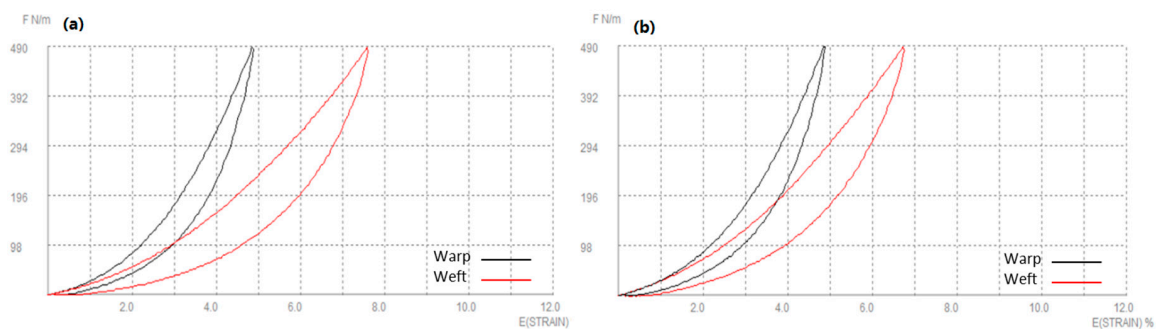 F N/m (a)
490
392
294
196
98
Warp
Weft
2.0 4.0 6.0 8.0 10.0 12.0
E(STRAIN)
F N/m (b)
490
392
294
196
98
Warp
Weft
2.0 4.0 6.0 8.0 10.0 12.0
E(STRAIN) %